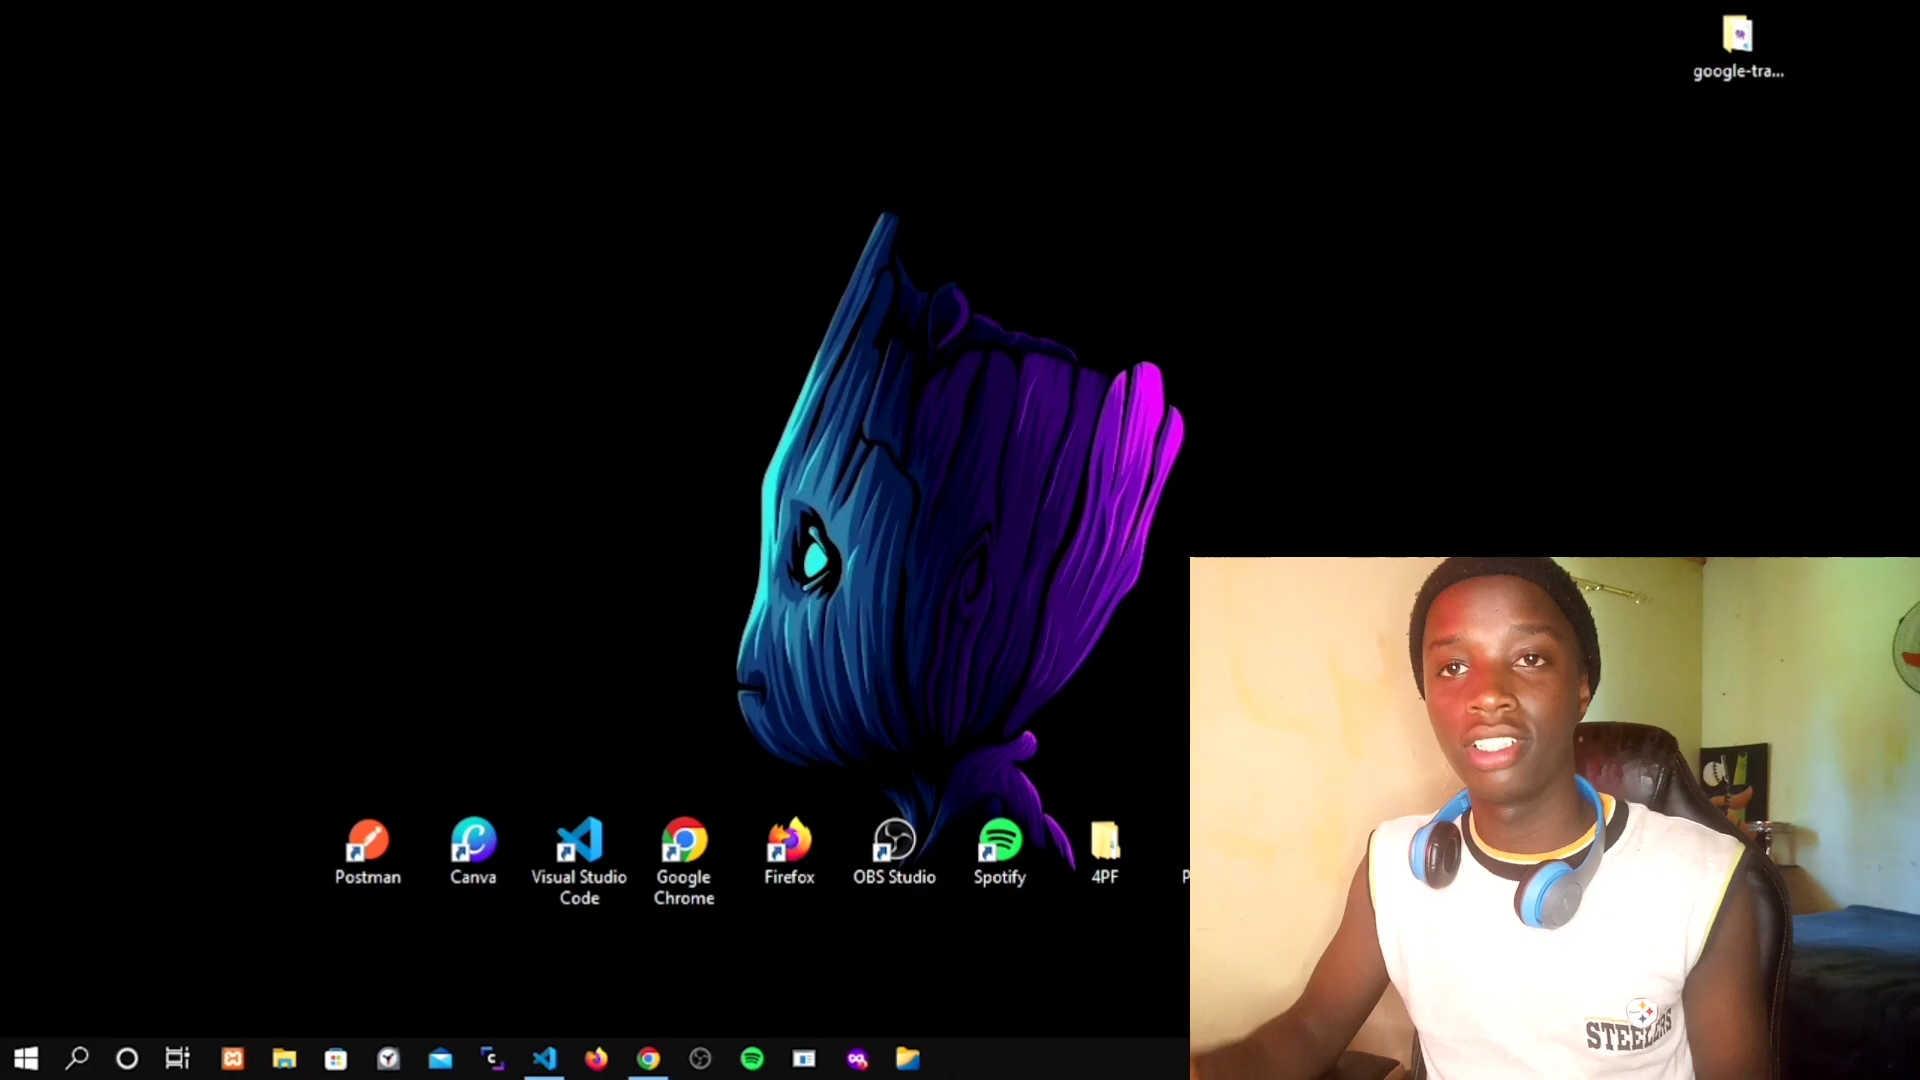 google-tra...
Postman
Canva
Visual Studio
Code
Google
Chrome
Firefox
OBS Studio
Spotify
4PF
P
STEELERS